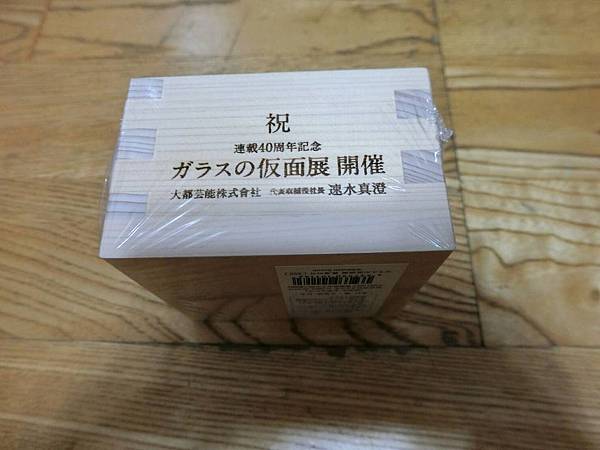 祝
連載40周年記念
ガラスの仮面展 開催
大都芸能株式會社 代表取締役社長 速水真澄